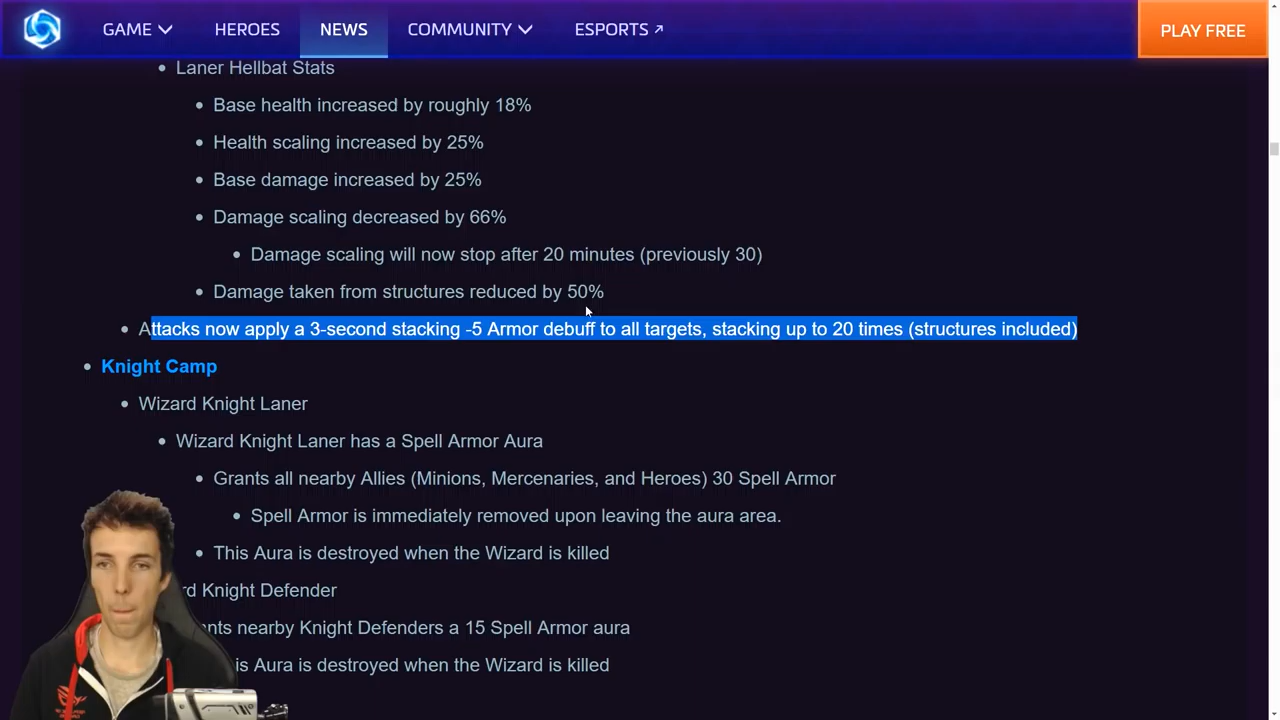 GAME HEROES NEWS COMMUNITY ESPORTS PLAY FREE
Laner Hellbat Stats
Base health increased by roughly 18%
Health scaling increased by 25%
Base damage increased by 25%
Damage scaling decreased by 66%
Damage scaling will now stop after 20 minutes (previously 30)
Damage taken from structures reduced by 50%
Attacks now apply a 3-second stacking -5 Armor debuff to all targets, stacking up to 20 times (structures included)
Knight Camp
Wizard Knight Laner
Wizard Knight Laner has a Spell Armor Aura
Grants all nearby Allies (Minions, Mercenaries, and Heroes) 30 Spell Armor
Spell Armor is immediately removed upon leaving the aura area.
This Aura is destroyed when the Wizard is killed
Knight Defender
nearby Knight Defenders a 15 Spell Armor aura
Aura is destroyed when the Wizard is killed